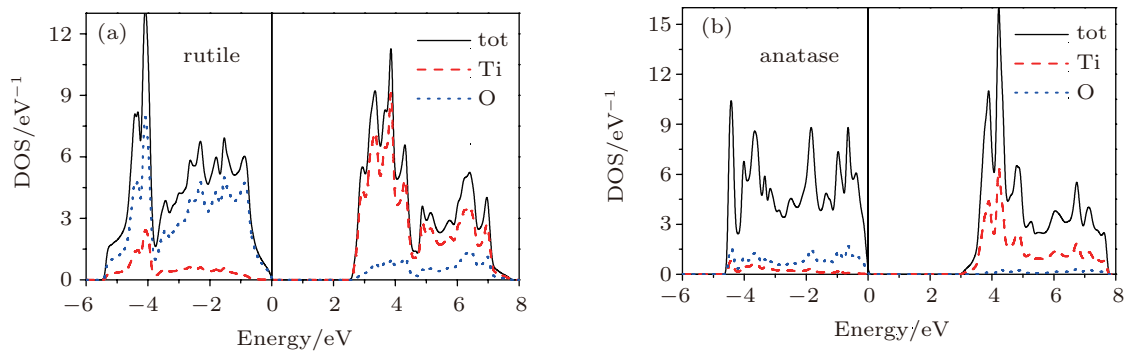 (a)
rutile
tot
Ti
O
DOS/eV⁻¹
12
9
6
3
0
−6 −4 −2 0 2 4 6 8
Energy/eV
(b)
anatase
tot
Ti
O
DOS/eV⁻¹
15
12
9
6
3
0
−6 −4 −2 0 2 4 6 8
Energy/eV